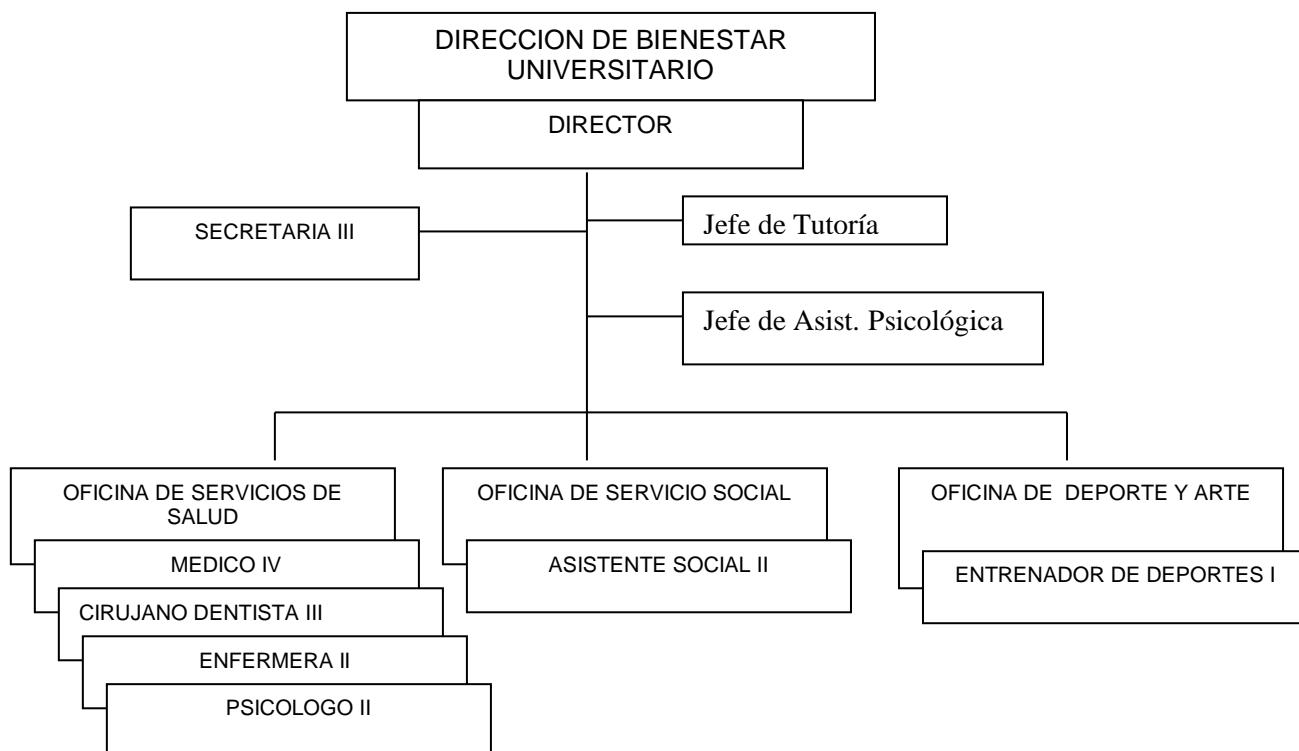 DIRECCION DE BIENESTAR
UNIVERSITARIO
DIRECTOR
SECRETARIA III
Jefe de Tutoría
Jefe de Asist. Psicológica
OFICINA DE SERVICIOS DE
SALUD
MEDICO IV
CIRUJANO DENTISTA III
ENFERMERA II
PSICOLOGO II
OFICINA DE SERVICIO SOCIAL
ASISTENTE SOCIAL II
OFICINA DE DEPORTE Y ARTE
ENTRENADOR DE DEPORTES I